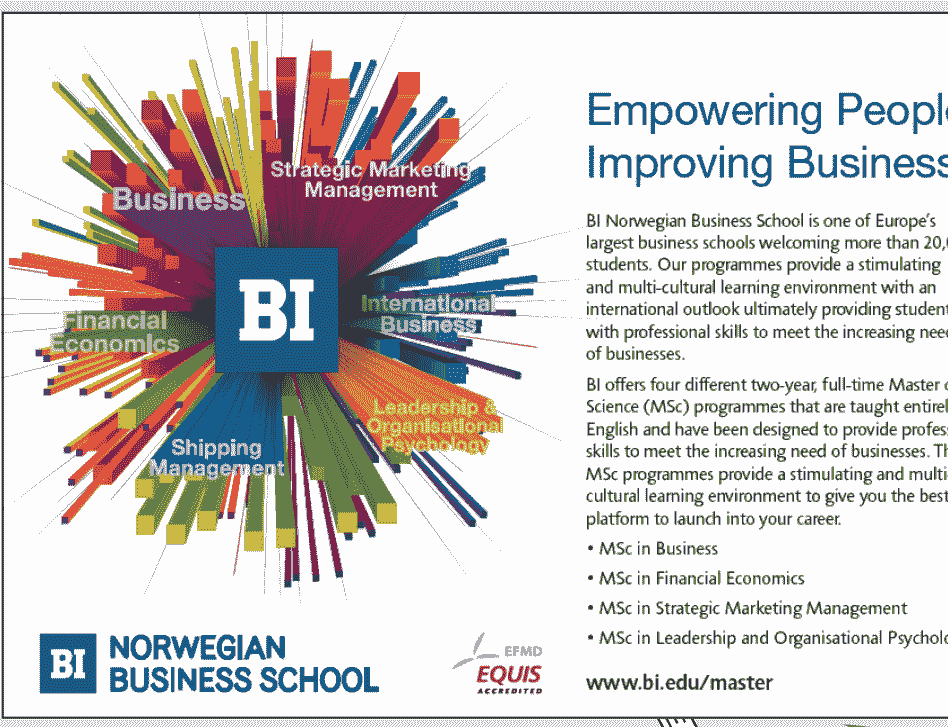 Business
Strategic Marketing
Management
BI
International
Business
Financial
Economics
Leadership &
Organisational
Psychology
Shipping
Management
BI
NORWEGIAN
BUSINESS SCHOOL
EFMD
EQUIS
ACCREDITED
Empowering People
Improving Business
BI Norwegian Business School is one of Europe's
largest business schools welcoming more than 20,0
students. Our programmes provide a stimulating
and multi-cultural learning environment with an
international outlook ultimately providing student
with professional skills to meet the increasing need
of businesses.
BI offers four different two-year, full-time Master o
Science (MSc) programmes that are taught entirel
English and have been designed to provide profess
skills to meet the increasing need of businesses. Th
MSc programmes provide a stimulating and multi-
cultural learning environment to give you the best
platform to launch into your career.
• MSc in Business
• MSc in Financial Economics
• MSc in Strategic Marketing Management
• MSc in Leadership and Organisational Psycholo
www.bi.edu/master